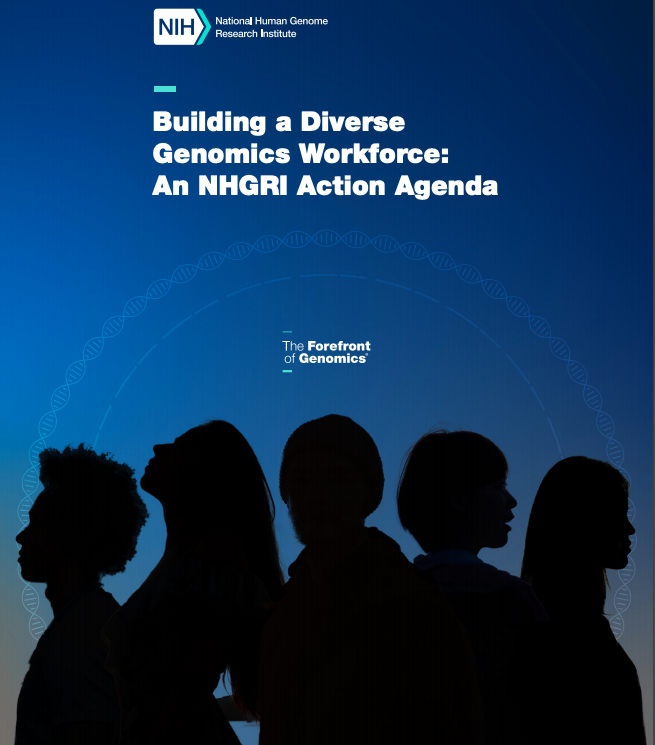 NIH
National Human Genome
Research Institute
Building a Diverse
Genomics Workforce:
An NHGRI Action Agenda
The Forefront
of Genomics®